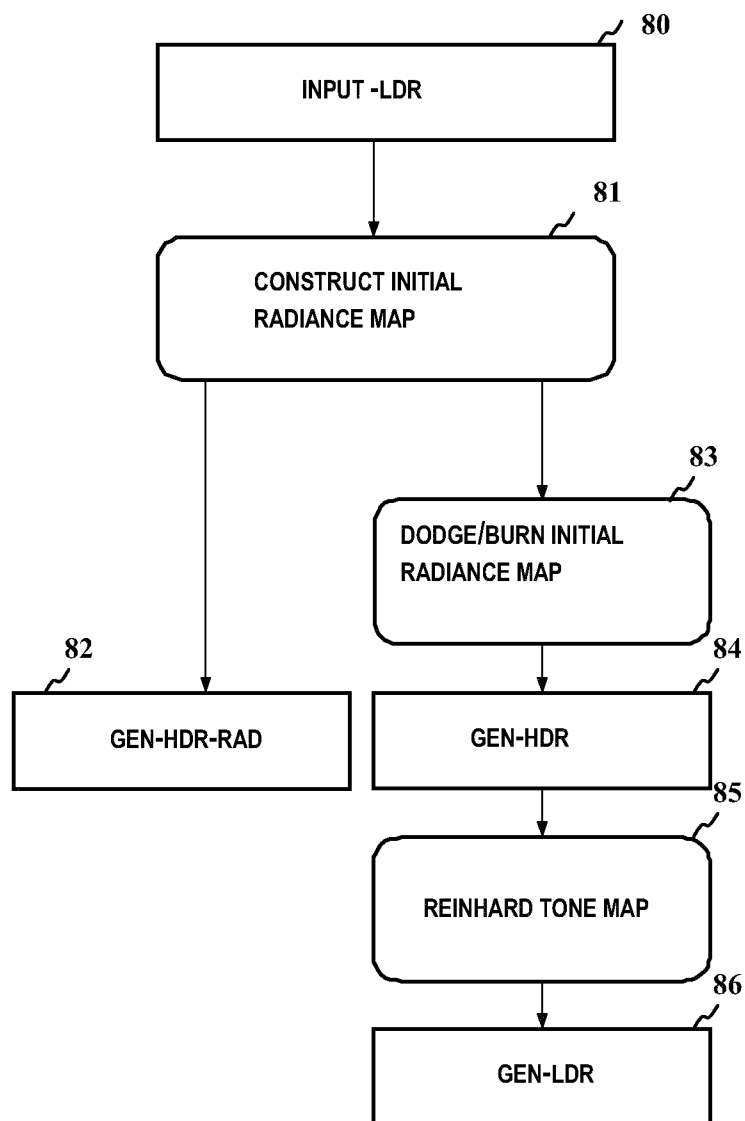 80
INPUT -LDR
81
CONSTRUCT INITIAL
RADIANCE MAP
83
DODGE/BURN INITIAL
RADIANCE MAP
82
84
GEN-HDR-RAD
GEN-HDR
85
REINHARD TONE MAP
86
GEN-LDR